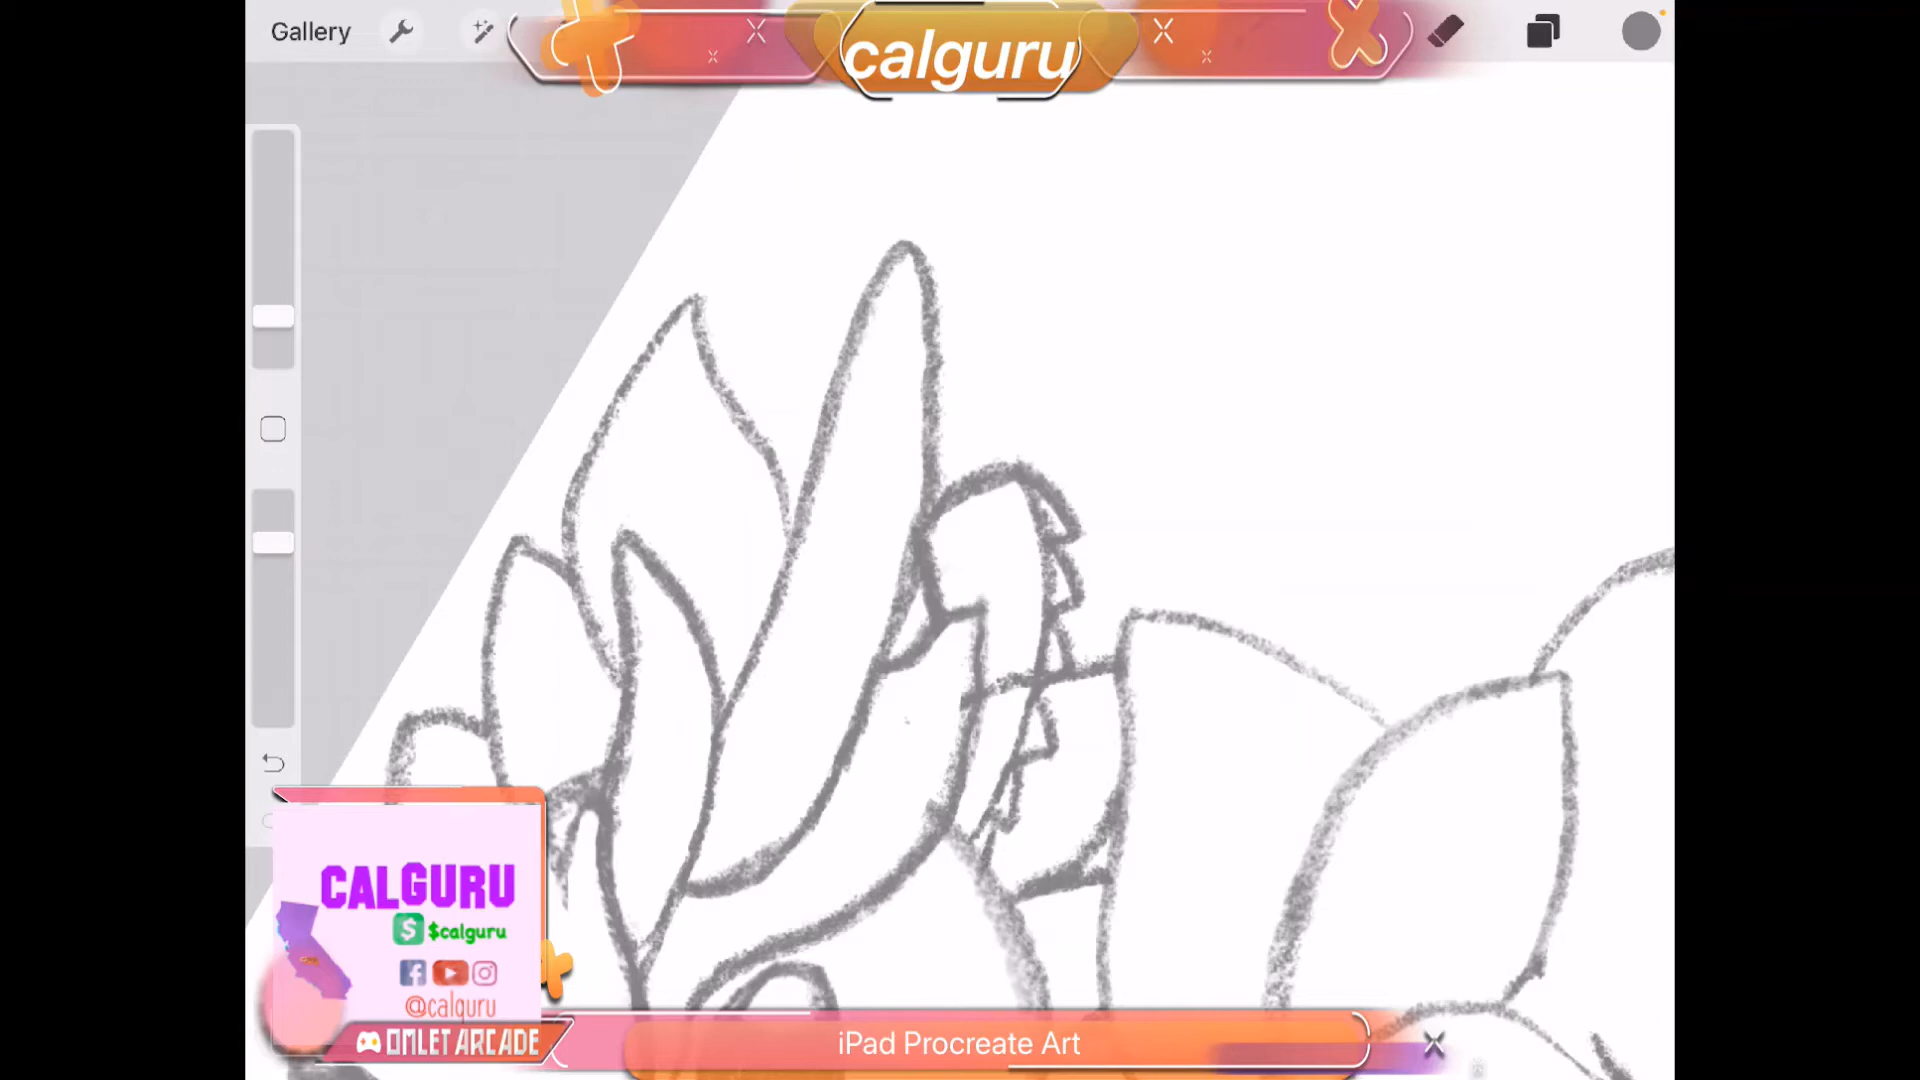 Gallery
calguru
CALGURU
$ $calguru
@calguru
OMLET ARCADE
iPad Procreate Art